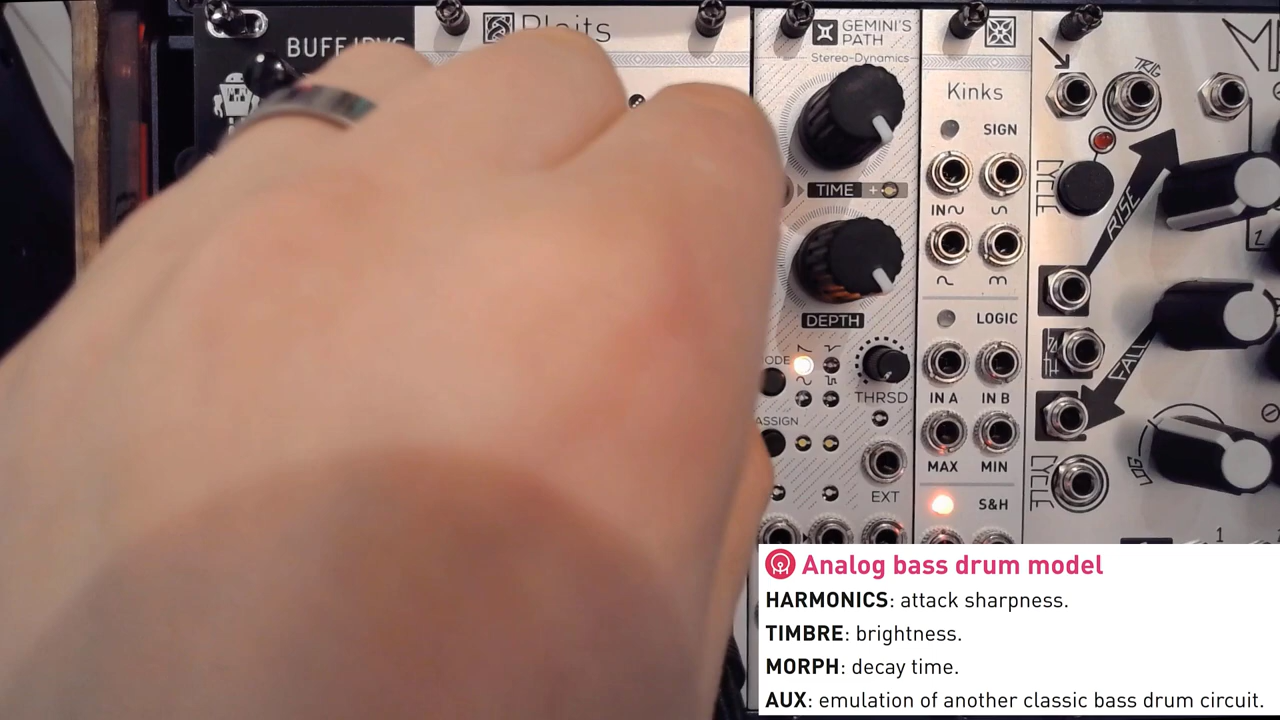 Plaits
GEMINI'S
PATH
Stereo-Dynamics
TIME +
DEPTH
THRSD
ASSIGN
EXT
Kinks
SIGN
IN
LOGIC
IN A IN B
MAX MIN
S&H
TRIG
CYCLE
RISE
FALL
CYCLE
1
Analog bass drum model
HARMONICS: attack sharpness.
TIMBRE: brightness.
MORPH: decay time.
AUX: emulation of another classic bass drum circuit.